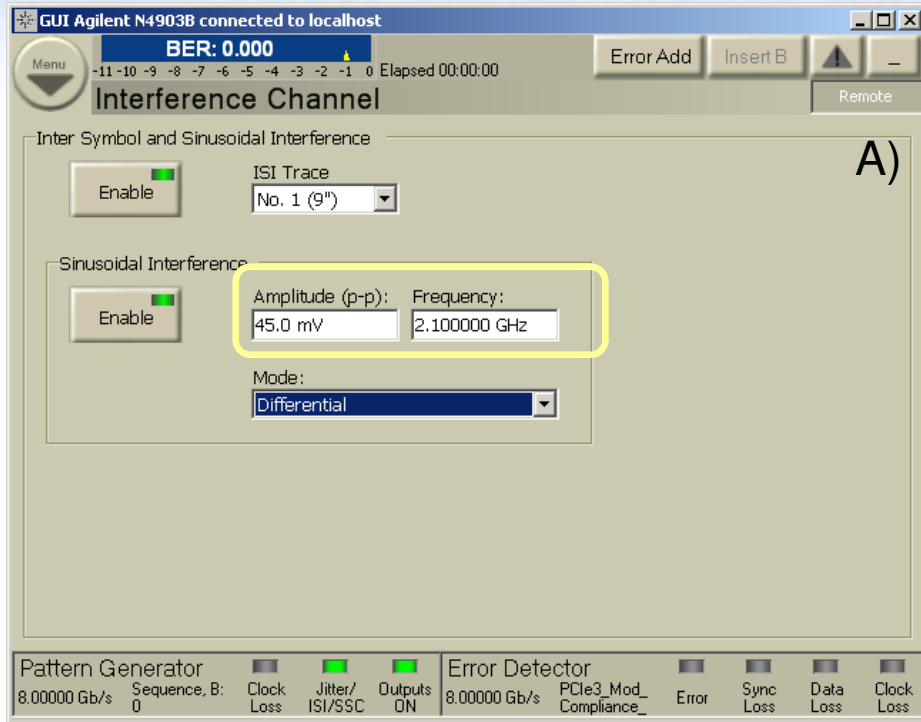 GUI Agilent N4903B connected to localhost
Menu
BER: 0.000
-11 -10 -9 -8 -7 -6 -5 -4 -3 -2 -1 0 Elapsed 00:00:00
Error Add
Insert B
Interference Channel
Remote
Inter Symbol and Sinusoidal Interference
A)
Enable
ISI Trace
No. 1 (9")
Sinusoidal Interference
Enable
Amplitude (p-p): Frequency:
45.0 mV 2.100000 GHz
Mode:
Differential
Pattern Generator
8.00000 Gb/s
Sequence, B:
0
Clock
Loss
Jitter/
ISI/SSC
Outputs
ON
Error Detector
8.00000 Gb/s
PCIe3_Mod_
Compliance_
Error
Sync
Loss
Data
Loss
Clock
Loss